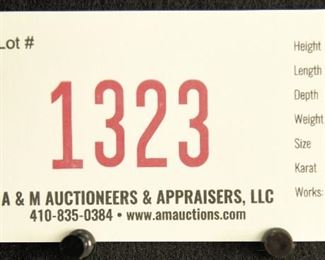 Lot #
1323
A & M AUCTIONEERS & APPRAISERS, LLC
410-835-0384 • www.amauctions.com
Height
Length
Depth
Weight
Size
Karat
Works: